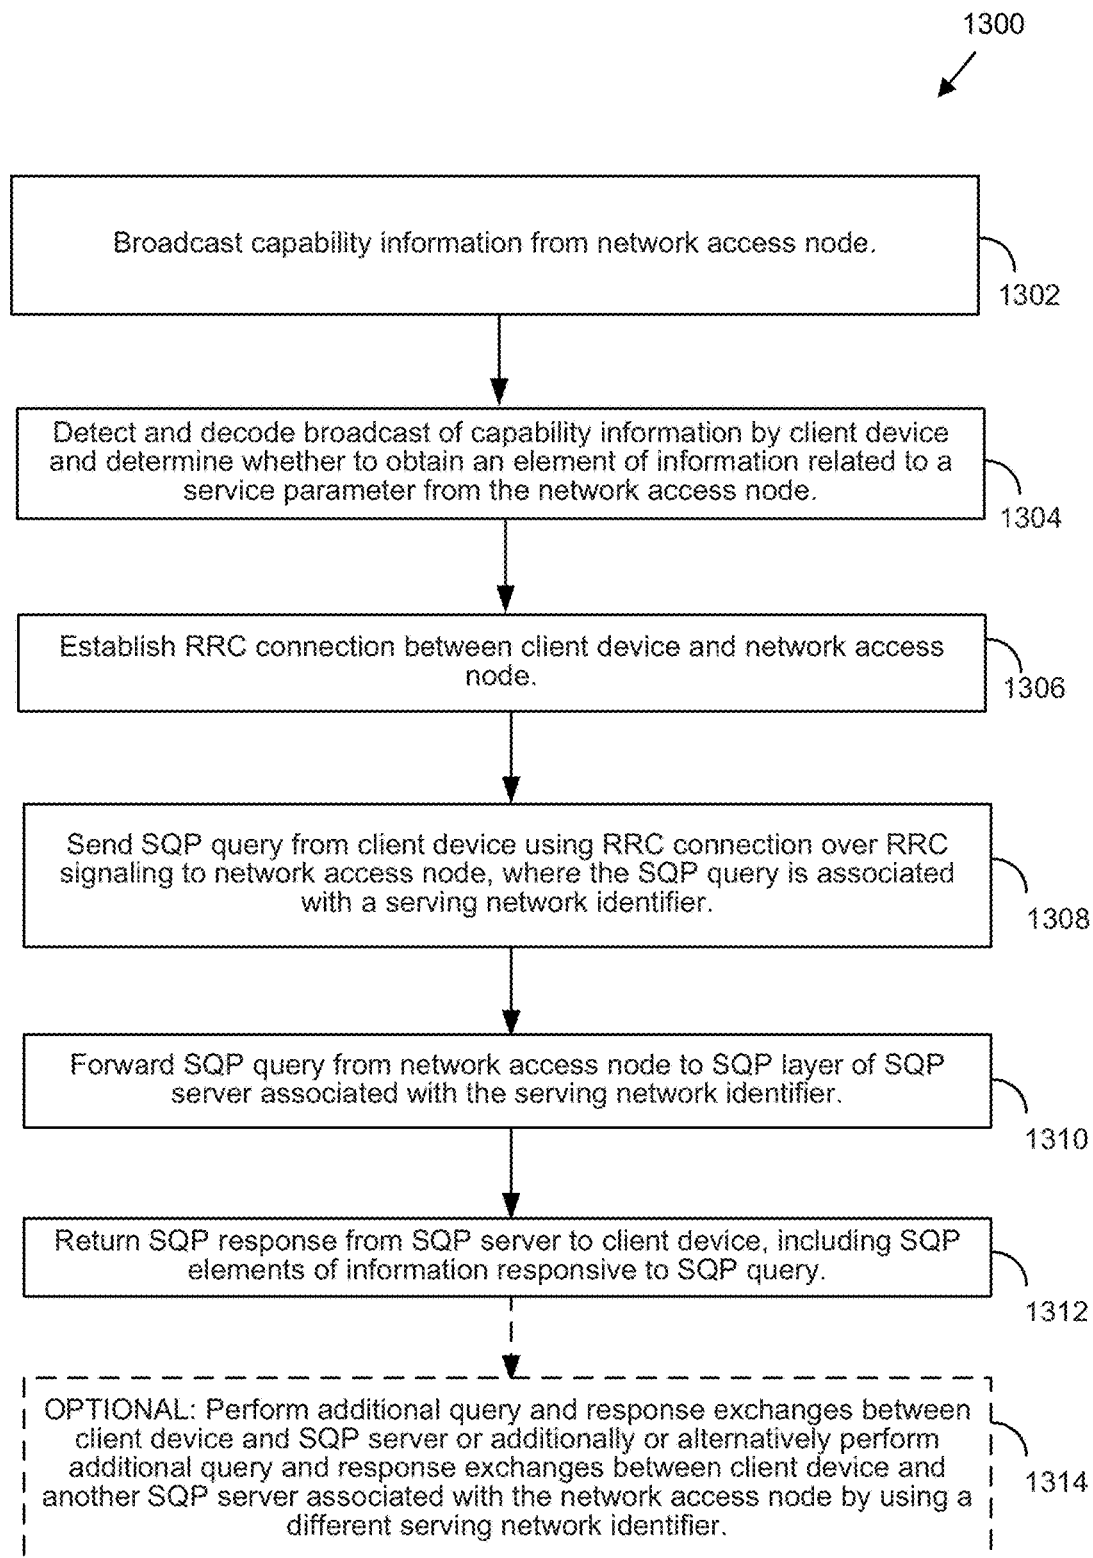 1300
Broadcast capability information from network access node.
1302
Detect and decode broadcast of capability information by client device
and determine whether to obtain an element of information related to a
service parameter from the network access node.
1304
Establish RRC connection between client device and network access
node.
1306
Send SQP query from client device using RRC connection over RRC
signaling to network access node, where the SQP query is associated
with a serving network identifier.
1308
Forward SQP query from network access node to SQP layer of SQP
server associated with the serving network identifier.
1310
Return SQP response from SQP server to client device, including SQP
elements of information responsive to SQP query.
1312
OPTIONAL: Perform additional query and response exchanges between
client device and SQP server or additionally or alternatively perform
additional query and response exchanges between client device and
another SQP server associated with the network access node by using a
different serving network identifier.
1314